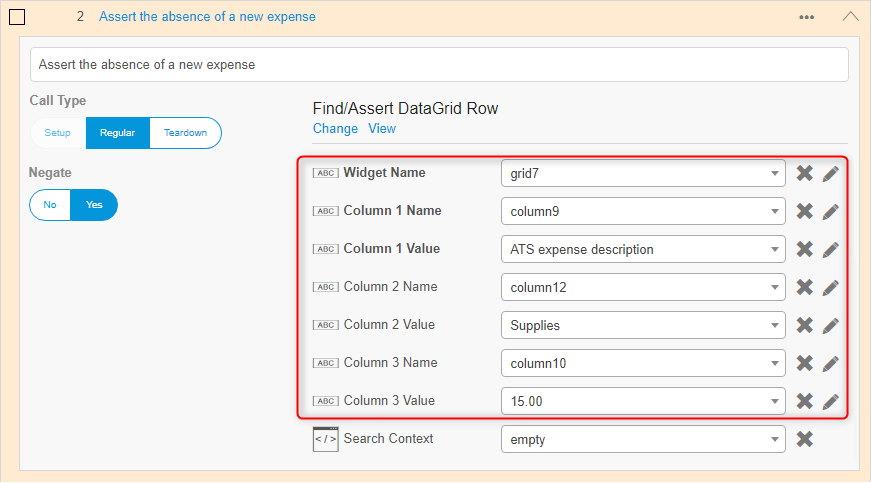 2 Assert the absence of a new expense •••
Assert the absence of a new expense
Call Type
Setup Regular Teardown
Negate
No Yes
Find/Assert DataGrid Row
Change View
ABC Widget Name grid7
ABC Column 1 Name column9
ABC Column 1 Value ATS expense description
ABC Column 2 Name column12
ABC Column 2 Value Supplies
ABC Column 3 Name column10
ABC Column 3 Value 15.00
</> Search Context empty